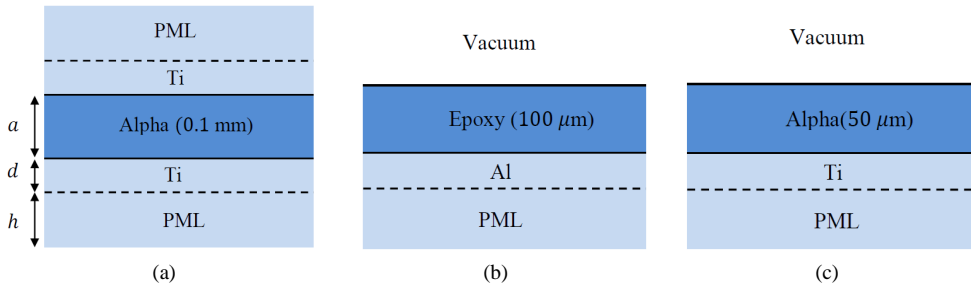 PML
Ti
Alpha (0.1 mm)
Ti
PML
a
d
h
(a)
Vacuum
Epoxy (100 μm)
Al
PML
(b)
Vacuum
Alpha(50 μm)
Ti
PML
(c)